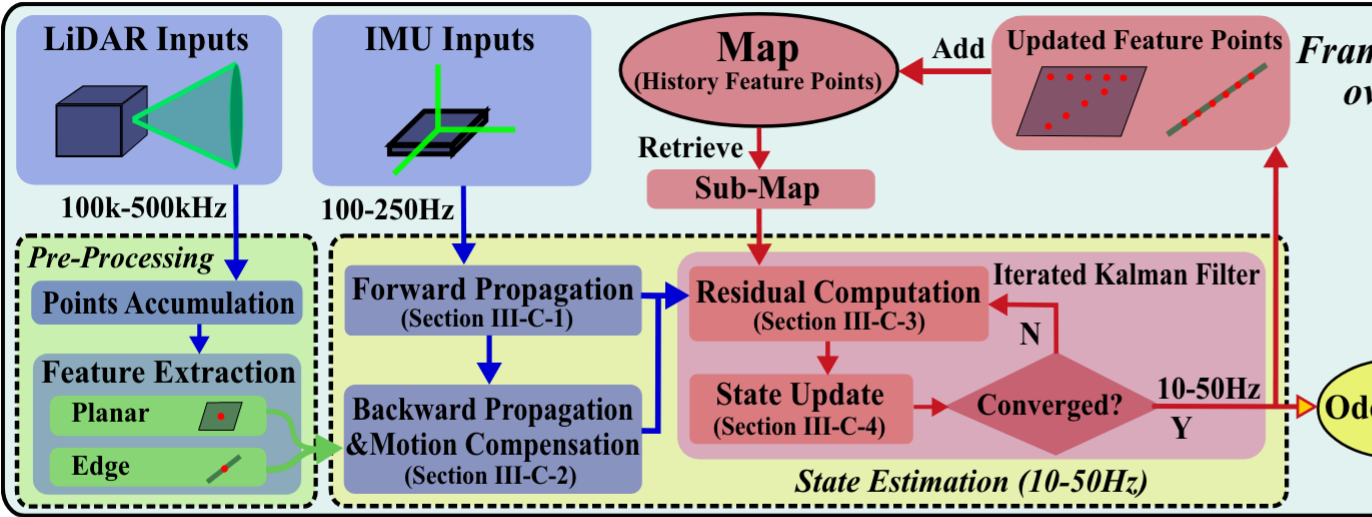 LiDAR Inputs
IMU Inputs
Map
(History Feature Points)
Add
Updated Feature Points
100k-500kHz
100-250Hz
Retrieve
Sub-Map
Pre-Processing
Points Accumulation
Feature Extraction
Planar
Edge
Forward Propagation
(Section III-C-1)
Backward Propagation
&Motion Compensation
(Section III-C-2)
Iterated Kalman Filter
Residual Computation
(Section III-C-3)
N
State Update
(Section III-C-4)
Converged?
10-50Hz
Y
State Estimation (10-50Hz)